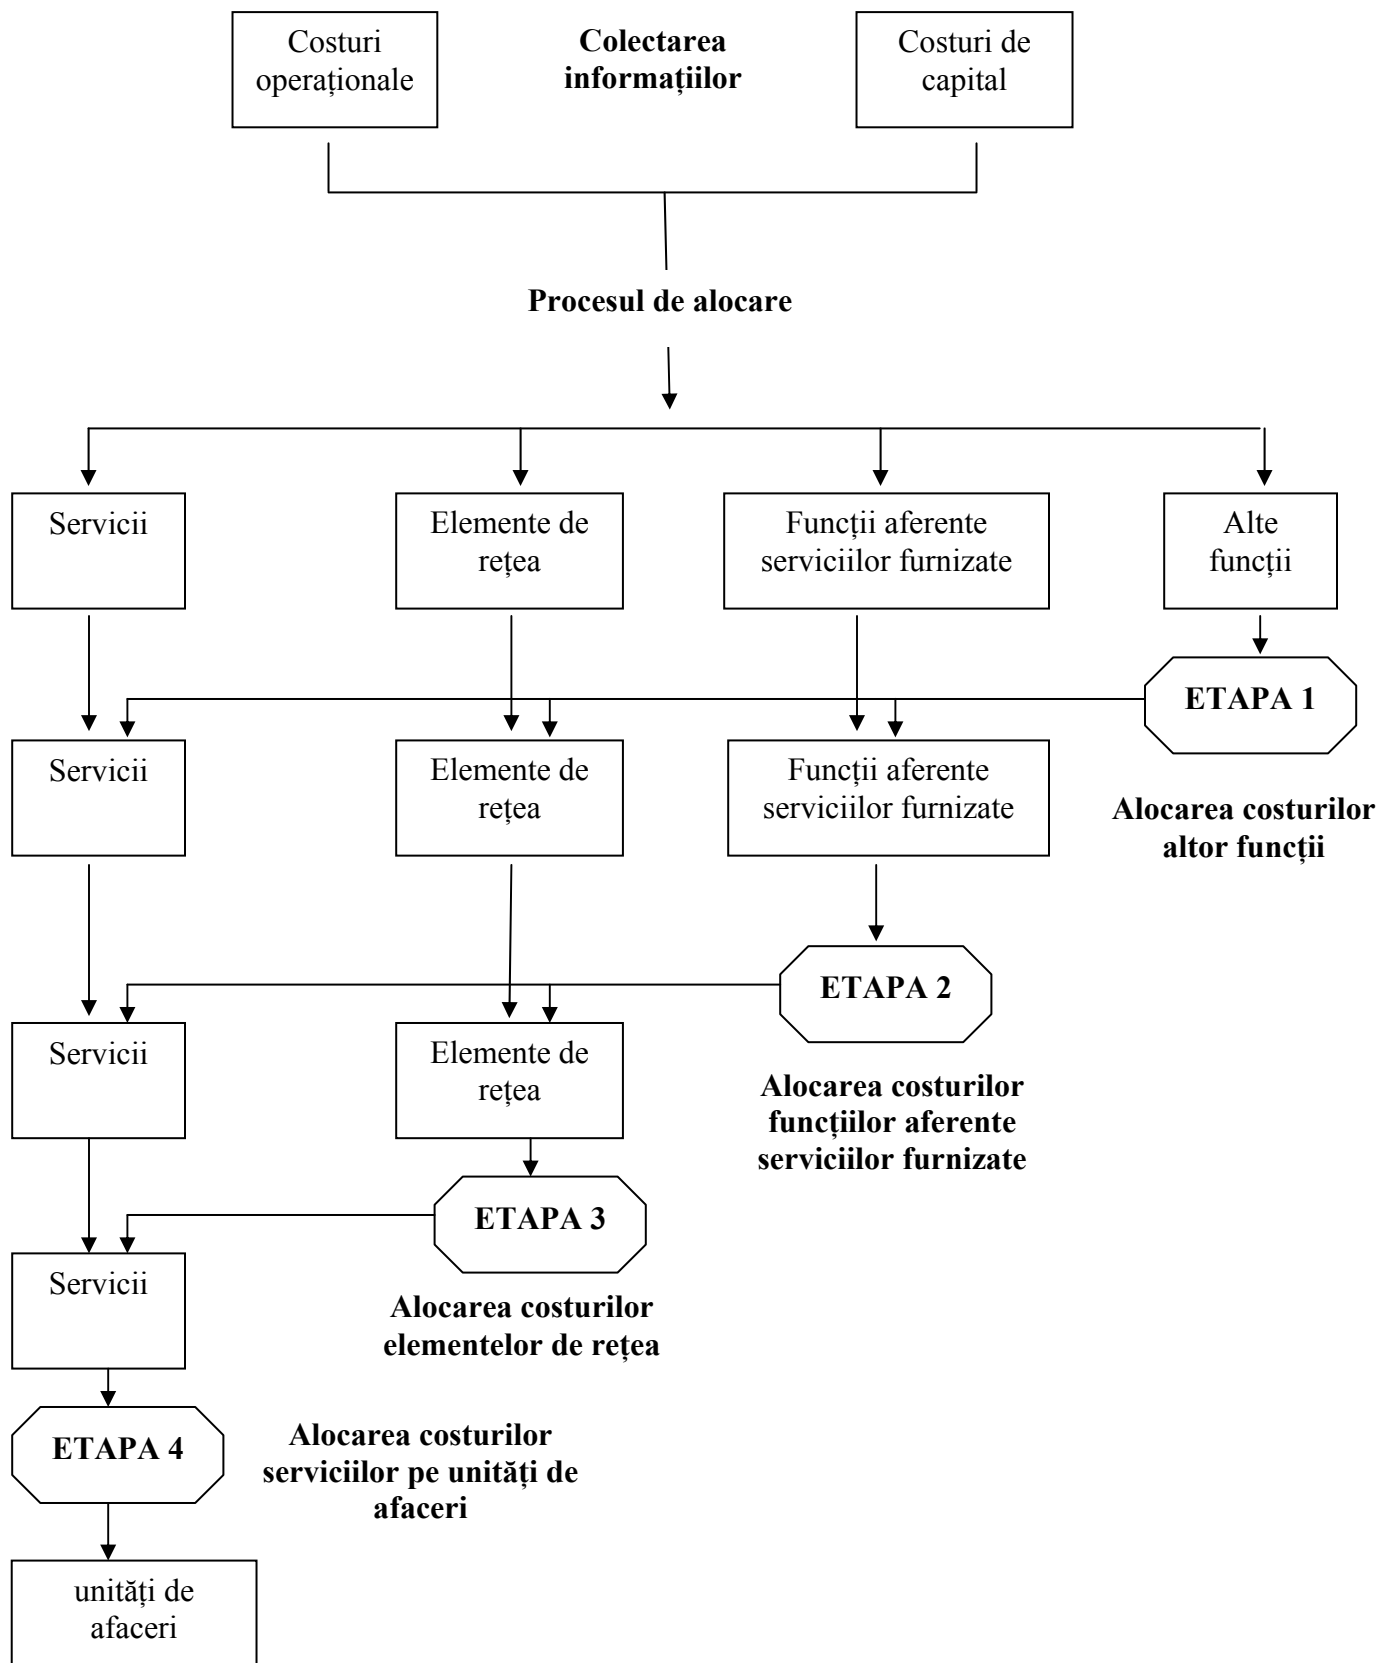 Costuri
operaționale
Colectarea
informațiilor
Costuri de
capital
Procesul de alocare
Servicii
Elemente de
rețea
Funcții aferente
serviciilor furnizate
Alte
funcții
ETAPA 1
Servicii
Elemente de
rețea
Funcții aferente
serviciilor furnizate
Alocarea costurilor
altor funcții
ETAPA 2
Servicii
Elemente de
rețea
Alocarea costurilor
funcțiilor aferente
serviciilor furnizate
ETAPA 3
Servicii
Alocarea costurilor
elementelor de rețea
ETAPA 4
Alocarea costurilor
serviciilor pe unități de
afaceri
unități de
afaceri